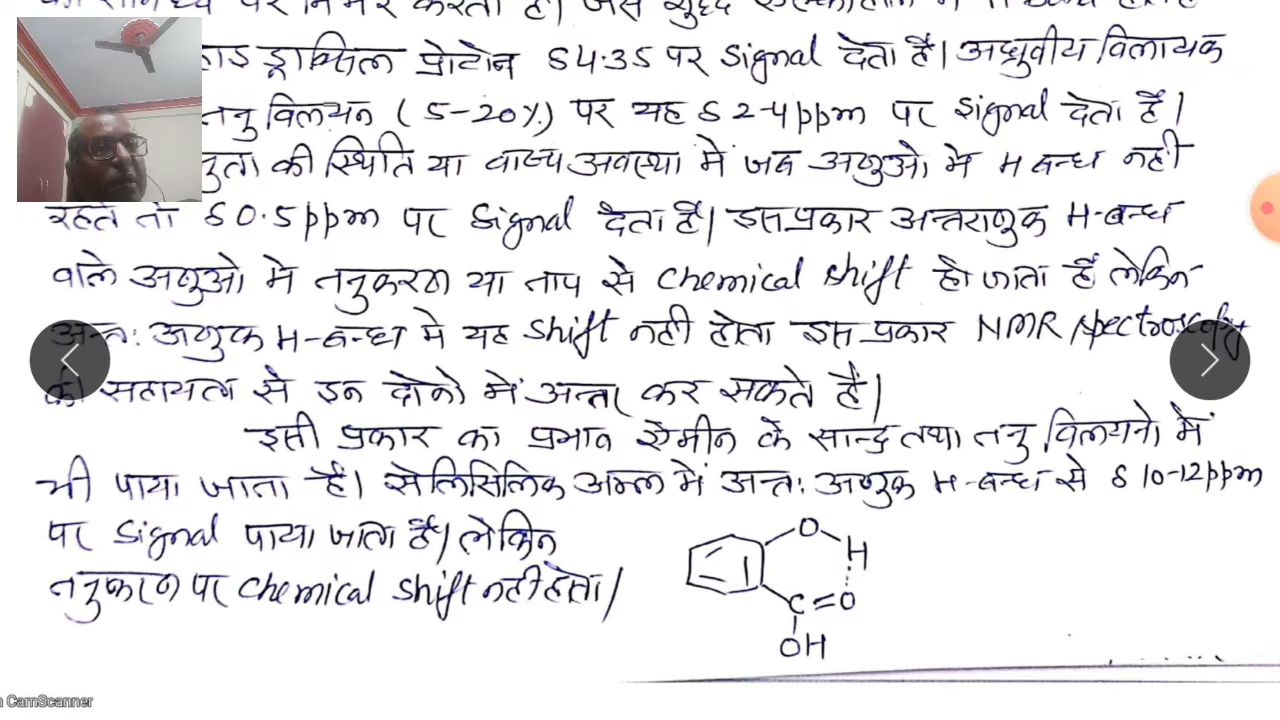 पर निर्भर करता है। जैसे शुद्ध में
हाइड्राक्सिल प्रोटोन δ 4.35 पर signal देता है। अध्रुवीय विलायक
तनु विलयन ( 5-20%) पर यह δ 2-4 ppm पर signal देता है।
की स्थिति या वाष्प अवस्था में जब अणुओ मे H बन्ध नही
रहते तो δ 0.5 ppm पर signal देता है। इस प्रकार अन्तराणुक H-बन्ध
वाले अणुओ मे तनुकरण या ताप से chemical shift हो जाता है लेकिन
अन्त: अणुक H-बन्ध मे यह shift नही होता इस प्रकार NMR spectroscopy
की सहायता से इन दोनो में अन्तर कर सकते है।
इसी प्रकार का प्रभाव ऐमीन के सान्द्र तथा तनु विलयनो में
भी पाया जाता है। सेलिसिलिक अम्ल में अन्त: अणुक H-बन्ध से δ 10-12 ppm
पर signal पाया जाता है। लेकिन
तनुकरण पर chemical shift नही होता।
O
H
C=O
OH
CamScanner